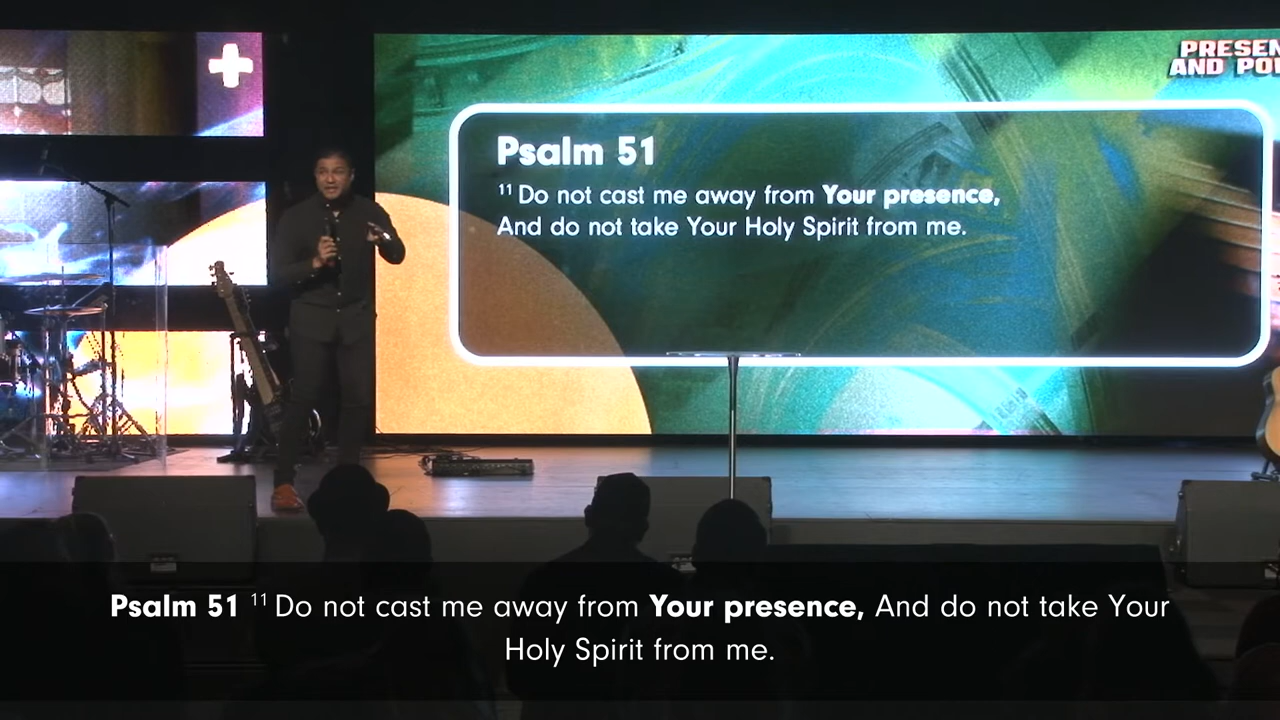 PRESEN
AND PO
Psalm 51
11 Do not cast me away from Your presence,
And do not take Your Holy Spirit from me.
Psalm 51 11 Do not cast me away from Your presence, And do not take Your
Holy Spirit from me.